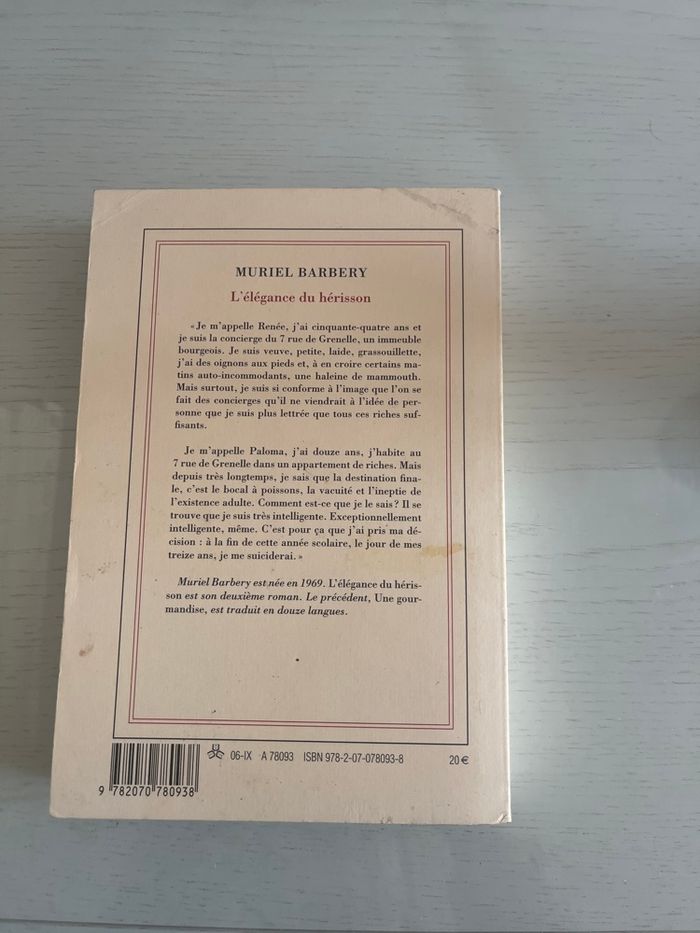 MURIEL BARBERY
L'élégance du hérisson
« Je m'appelle Renée, j'ai cinquante-quatre ans et
je suis la concierge du 7 rue de Grenelle, un immeuble
bourgeois. Je suis veuve, petite, laide, grassouillette,
j'ai des oignons aux pieds et, à en croire certains ma-
tins auto-incommodants, une haleine de mammouth.
Mais surtout, je suis si conforme à l'image que l'on se
fait des concierges qu'il ne viendrait à l'idée de per-
sonne que je suis plus lettrée que tous ces riches suf-
fisants.
Je m'appelle Paloma, j'ai douze ans, j'habite au
7 rue de Grenelle dans un appartement de riches. Mais
depuis très longtemps, je sais que la destination fina-
le, c'est le bocal à poissons, la vacuité et l'ineptie de
l'existence adulte. Comment est-ce que je le sais ? Il se
trouve que je suis très intelligente. Exceptionnellement
intelligente, même. C'est pour ça que j'ai pris ma dé-
cision : à la fin de cette année scolaire, le jour de mes
treize ans, je me suiciderai. »
Muriel Barbery est née en 1969. L'élégance du héris-
son est son deuxième roman. Le précédent, Une gour-
mandise, est traduit en douze langues.
06-IX A 78093 ISBN 978-2-07-078093-8 20 €
9 782070 780938